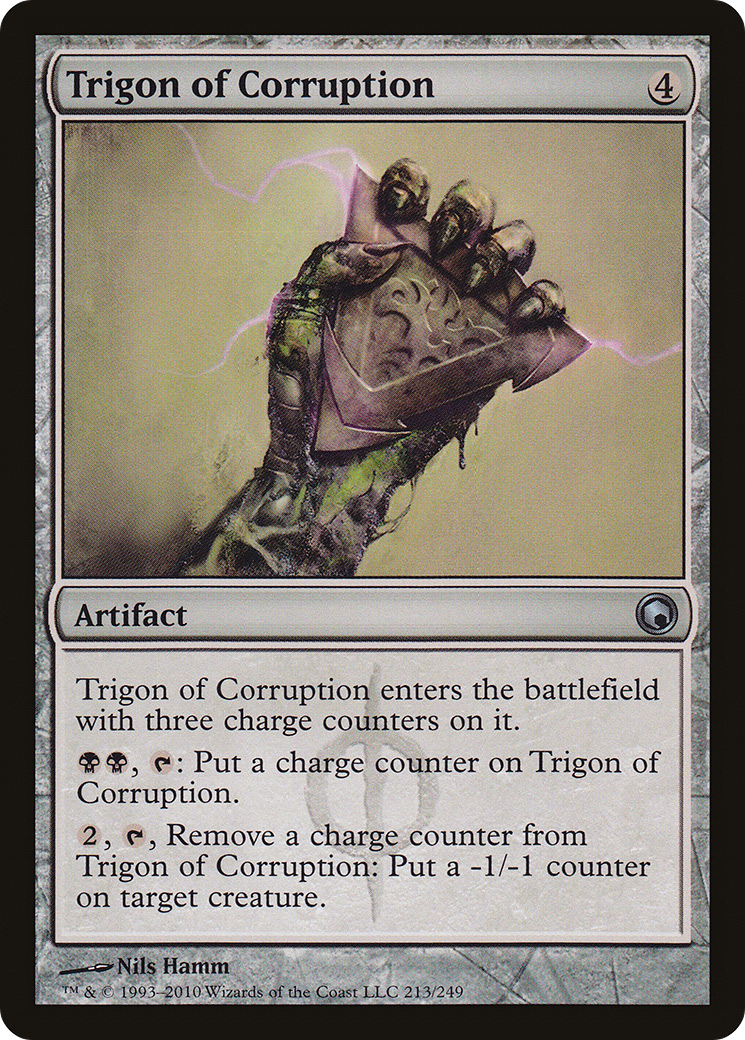 Trigon of Corruption 4
Artifact
Trigon of Corruption enters the battlefield
with three charge counters on it.
, : Put a charge counter on Trigon of
Corruption.
2, , Remove a charge counter from
Trigon of Corruption: Put a -1/-1 counter
on target creature.
Nils Hamm
™ & © 1993–2010 Wizards of the Coast LLC 213/249